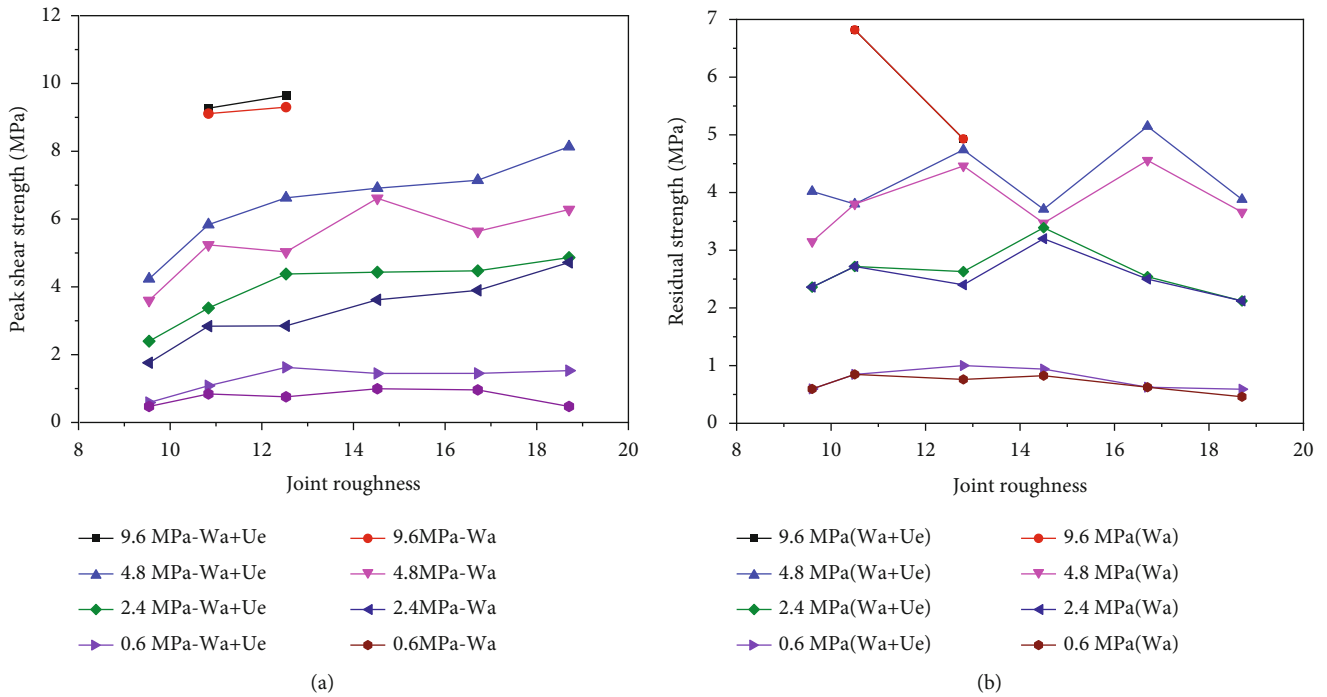 12
10
8
6
4
2
0
Peak shear strength (MPa)
8 10 12 14 16 18 20
Joint roughness
9.6 MPa-Wa+Ue 9.6MPa-Wa
4.8 MPa-Wa+Ue 4.8MPa-Wa
2.4 MPa-Wa+Ue 2.4MPa-Wa
0.6 MPa-Wa+Ue 0.6MPa-Wa
(a)
7
6
5
4
3
2
1
0
Residual strength (MPa)
8 10 12 14 16 18 20
Joint roughness
9.6 MPa(Wa+Ue) 9.6 MPa(Wa)
4.8 MPa(Wa+Ue) 4.8 MPa(Wa)
2.4 MPa(Wa+Ue) 2.4 MPa(Wa)
0.6 MPa(Wa+Ue) 0.6 MPa(Wa)
(b)